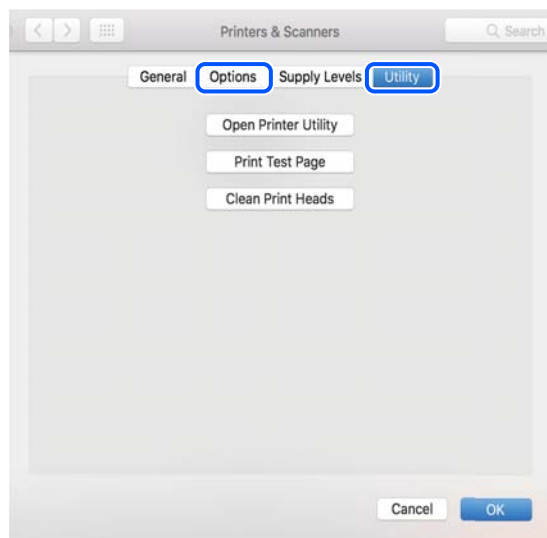 Printers & Scanners
Search
General Options Supply Levels Utility
Open Printer Utility
Print Test Page
Clean Print Heads
Cancel OK